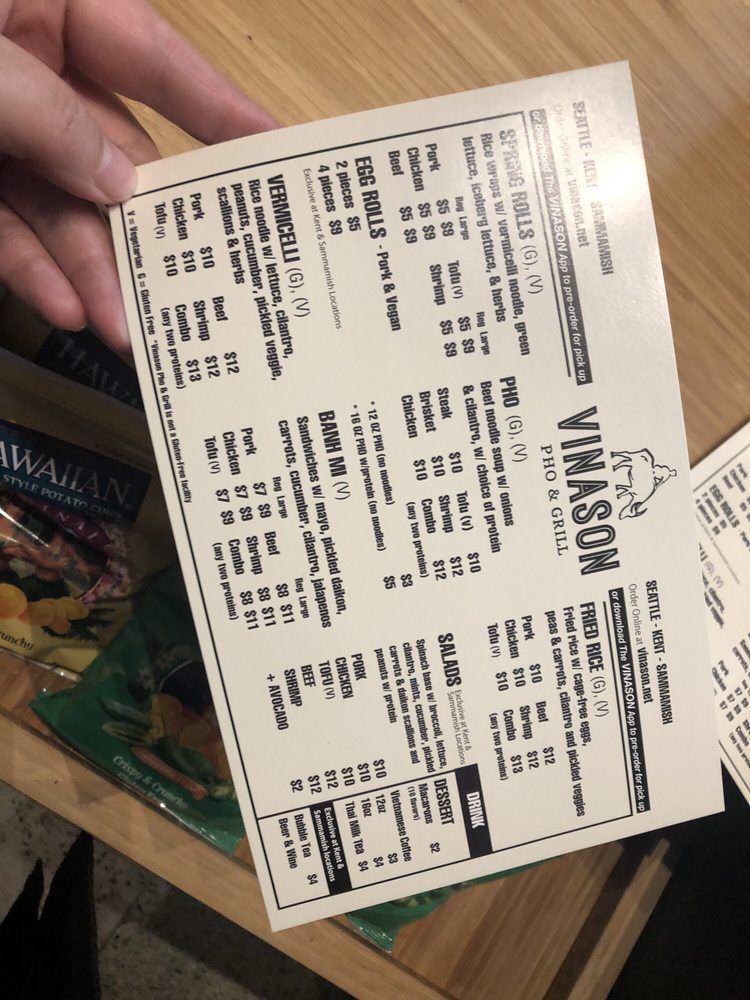 SEATTLE - KENT - SAMMAMISH
Order Online at vinason.net
or download The VINASON App to pre-order for pick up
VINASON
PHO & GRILL
SEATTLE - KENT - SAMMAMISH
Order Online at vinason.net
or download The VINASON App to pre-order for pick up
SPRING ROLLS (G), (V)
Rice wraps w/ vermicelli noodle, green
lettuce, iceberg lettuce, & herbs
Reg Large Reg Large
Pork $5 $9 Tofu (V) $5 $9
Chicken $5 $9 Shrimp $5 $9
Beef $5 $9
EGG ROLLS - Pork & Vegan
2 pieces $5
4 pieces $9
Exclusive at Kent & Sammamish Locations
VERMICELLI (G), (V)
Rice noodle w/ lettuce, cilantro,
peanuts, cucumber, pickled veggie,
scallions & herbs
Pork $10 Beef $12
Chicken $10 Shrimp $12
Tofu (V) $10 Combo $13
(any two proteins)
PHO (G), (V)
Beef noodle soup w/ onions
& cilantro, w/ choice of protein
Steak $10 Tofu (V) $10
Brisket $10 Shrimp $12
Chicken $10 Combo $12
(any two proteins)
* 12 OZ PHO (no noodles) $3
* 16 OZ PHO w/protein (no noodles) $5
BANH MI (V)
Sandwiches w/ mayo, pickled daikon,
carrots, cucumber, cilantro, jalapenos
Reg Large Reg Large
Pork $7 $9 Beef $8 $11
Chicken $7 $9 Shrimp $8 $11
Tofu (V) $7 $9 Combo $8 $11
(any two proteins)
FRIED RICE (G), (V)
Fried rice w/ cage-free eggs,
peas & carrots, cilantro and pickled veggies
Pork $10 Beef $12
Chicken $10 Shrimp $12
Tofu (V) $10 Combo $13
(any two proteins)
SALADS Exclusive at Kent &
Sammamish Locations
Spinach base w/ broccoli, lettuce,
cilantro, mints, cucumber, pickled
carrots & daikon scallions and
peanuts w/ protein
PORK $10
CHICKEN $10
TOFU (V) $10
BEEF $12
SHRIMP $12
+ AVOCADO $2
DRINK
DESSERT
Macarons $2
(10 flavors)
Vietnamese Coffee
12oz $3
16oz $4
Thai Milk Tea $4
Exclusive at Kent &
Sammamish locations
Bubble Tea $4
Beer & Wine
V = Vegetarian G = Gluten Free *Vinason Pho & Grill is not a Gluten Free facility
HAWAIIAN
STYLE POTATO CHIPS
Crispy & Crunchy
EGG ROLLS